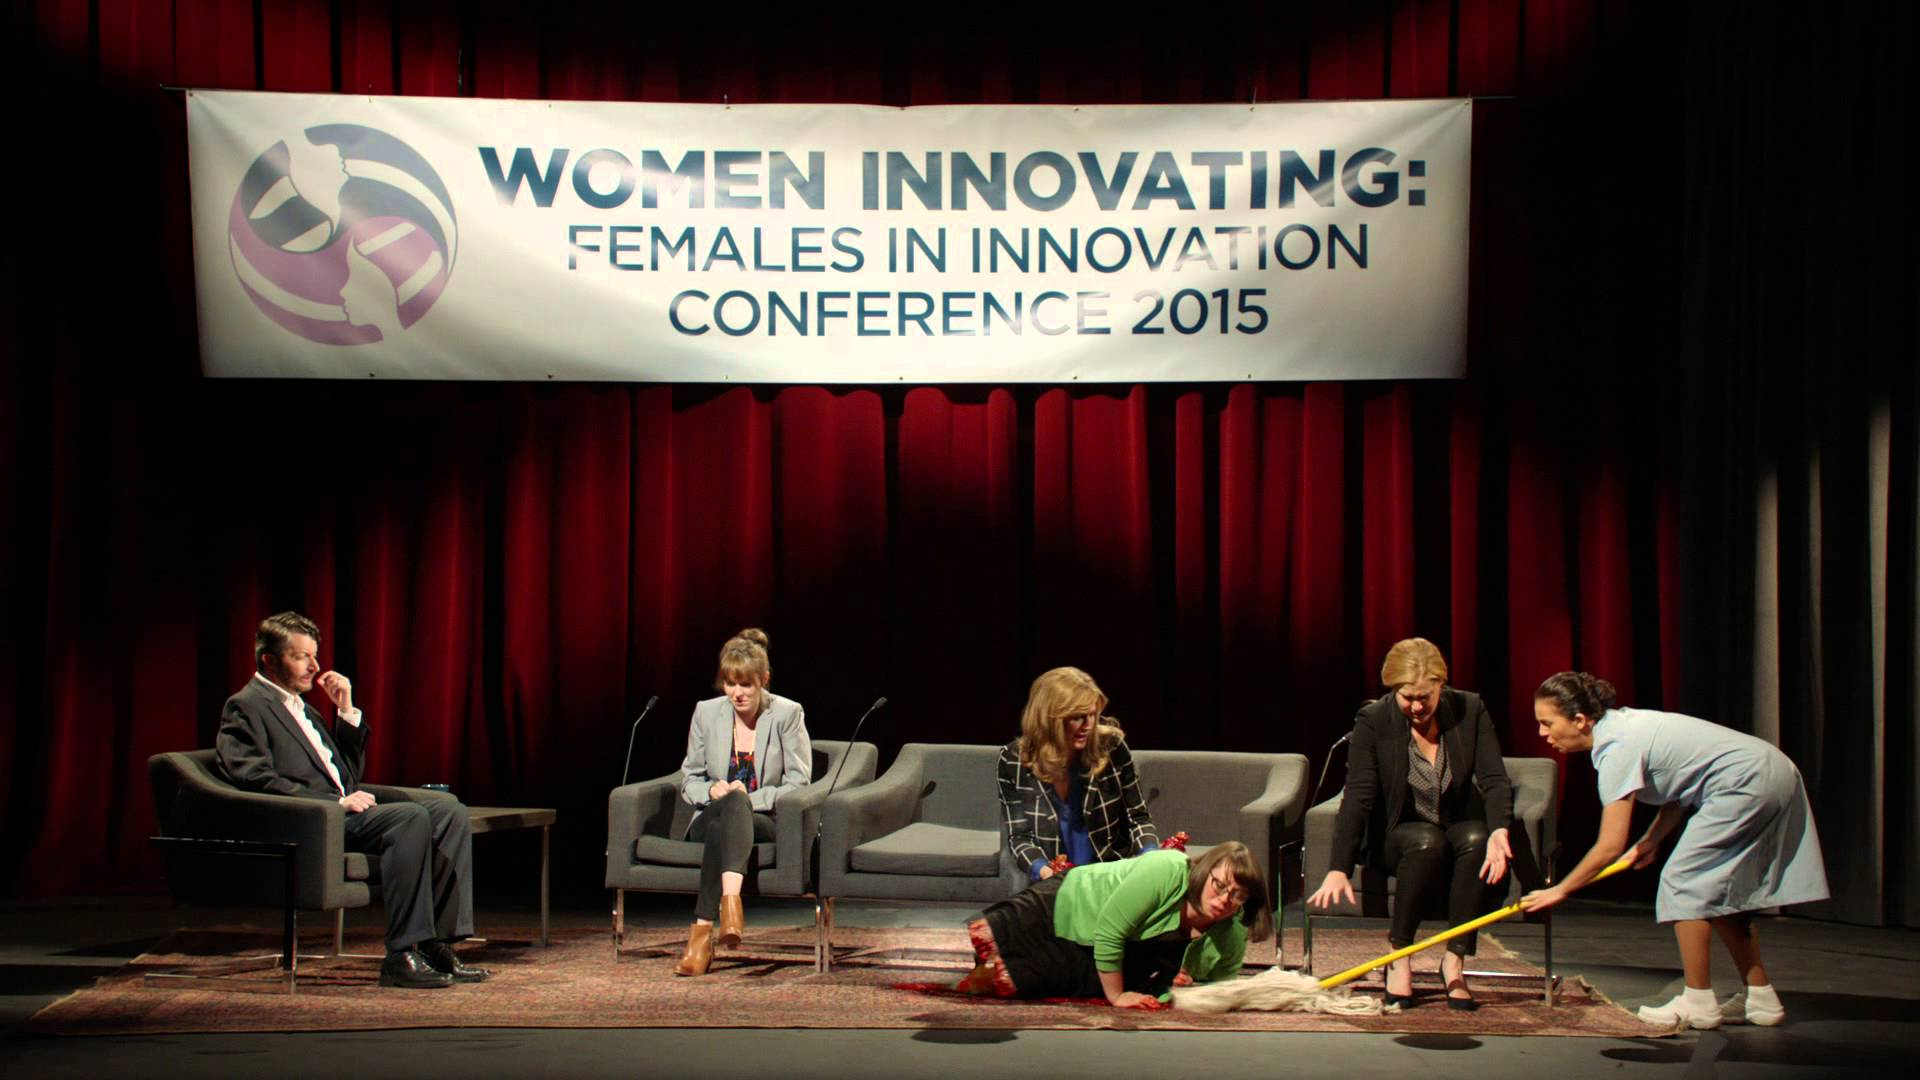 WOMEN INNOVATING:
FEMALES IN INNOVATION
CONFERENCE 2015